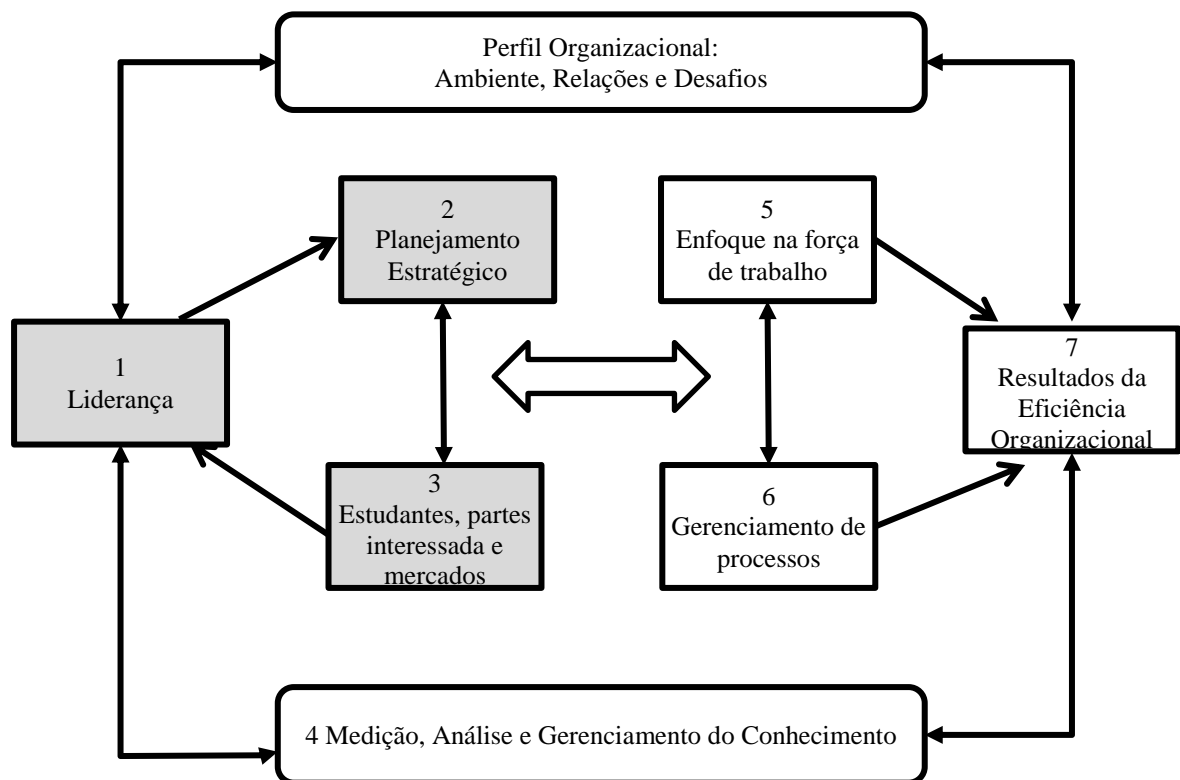 Perfil Organizacional:
Ambiente, Relações e Desafios
2
Planejamento
Estratégico
5
Enfoque na força
de trabalho
1
Liderança
7
Resultados da
Eficiência
Organizacional
3
Estudantes, partes
interessada e
mercados
6
Gerenciamento de
processos
4 Medição, Análise e Gerenciamento do Conhecimento